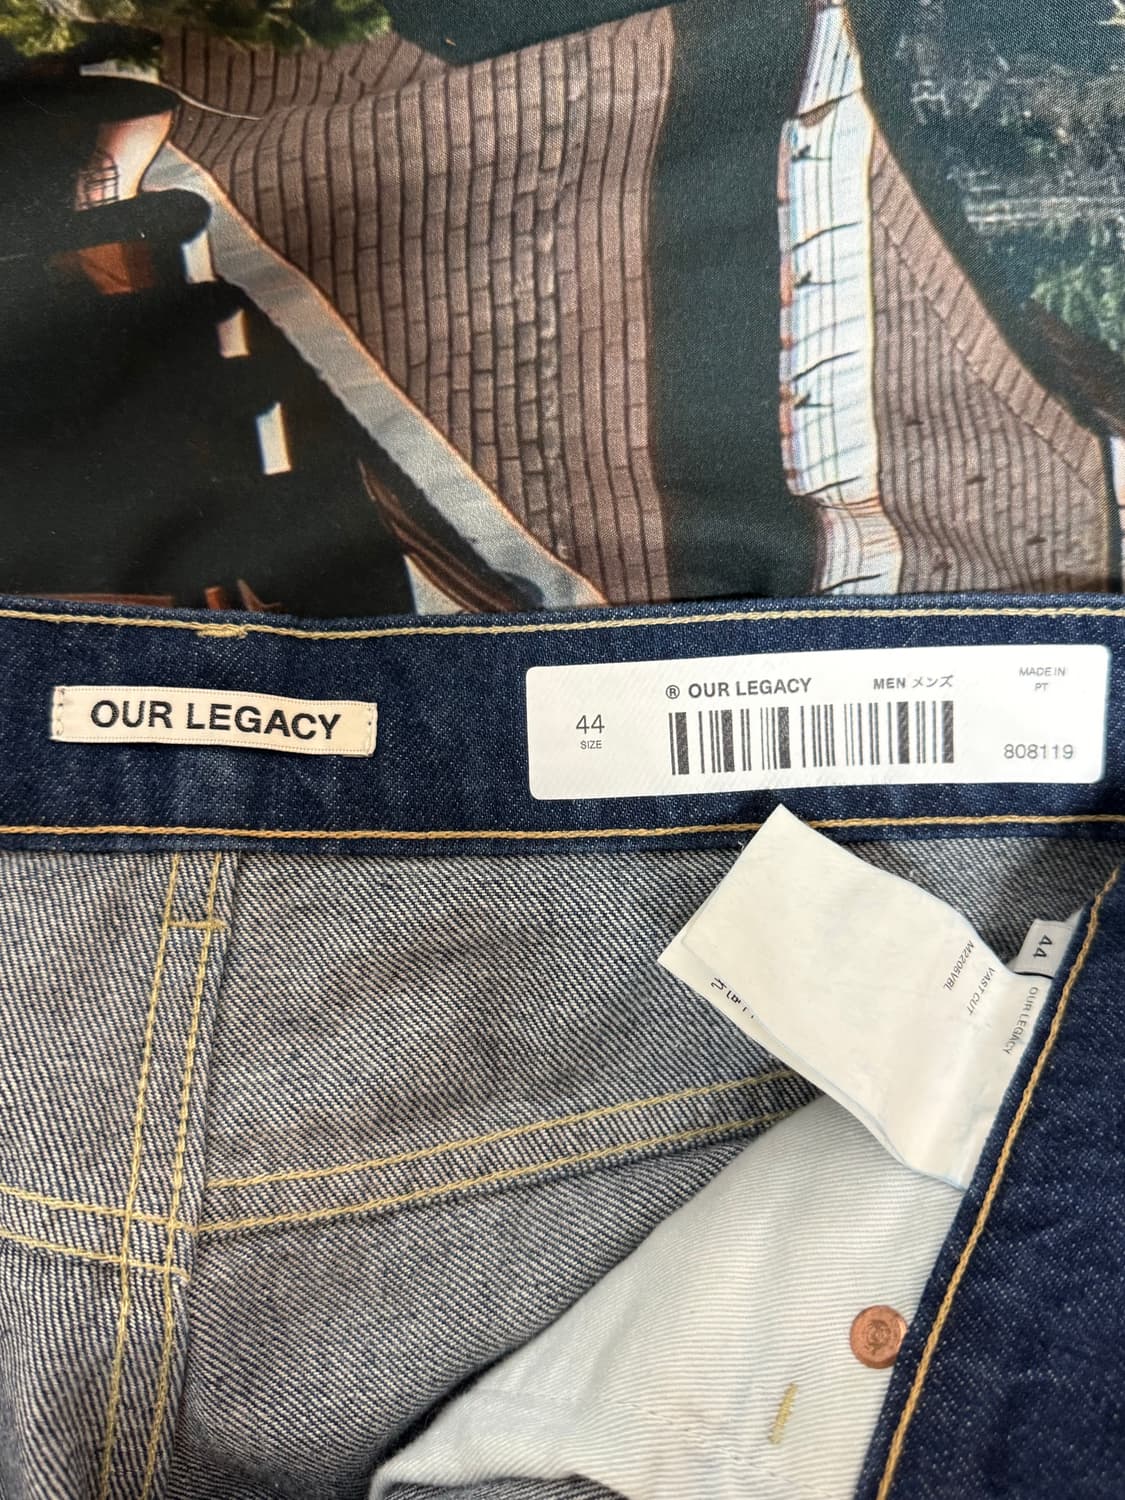 OUR LEGACY
® OUR LEGACY
MEN メンズ
MADE IN
PT
44
SIZE
808119
44
OUR LEGACY
VAST CUT
M2206VBL